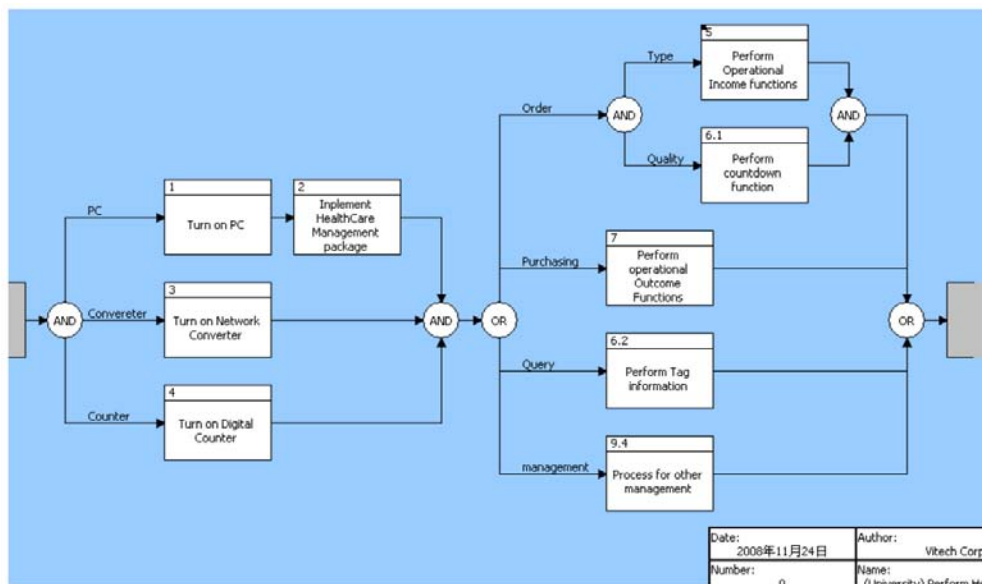 5
Type
Perform
Operational
Income functions
Order
AND
AND
6.1
Quality
Perform
countdown
function
1
2
PC
Turn on PC
Inplement
HealthCare
Management
package
7
Purchasing
Perform
operational
Outcome
Functions
3
AND
Convereter
Turn on Network
Converter
AND
OR
OR
6.2
Query
Perform Tag
information
4
Counter
Turn on Digital
Counter
9.4
management
Process for other
management
Date:
2008年11月24日
Author:
Vitech Corp
Number:
Name:
(University) Perform